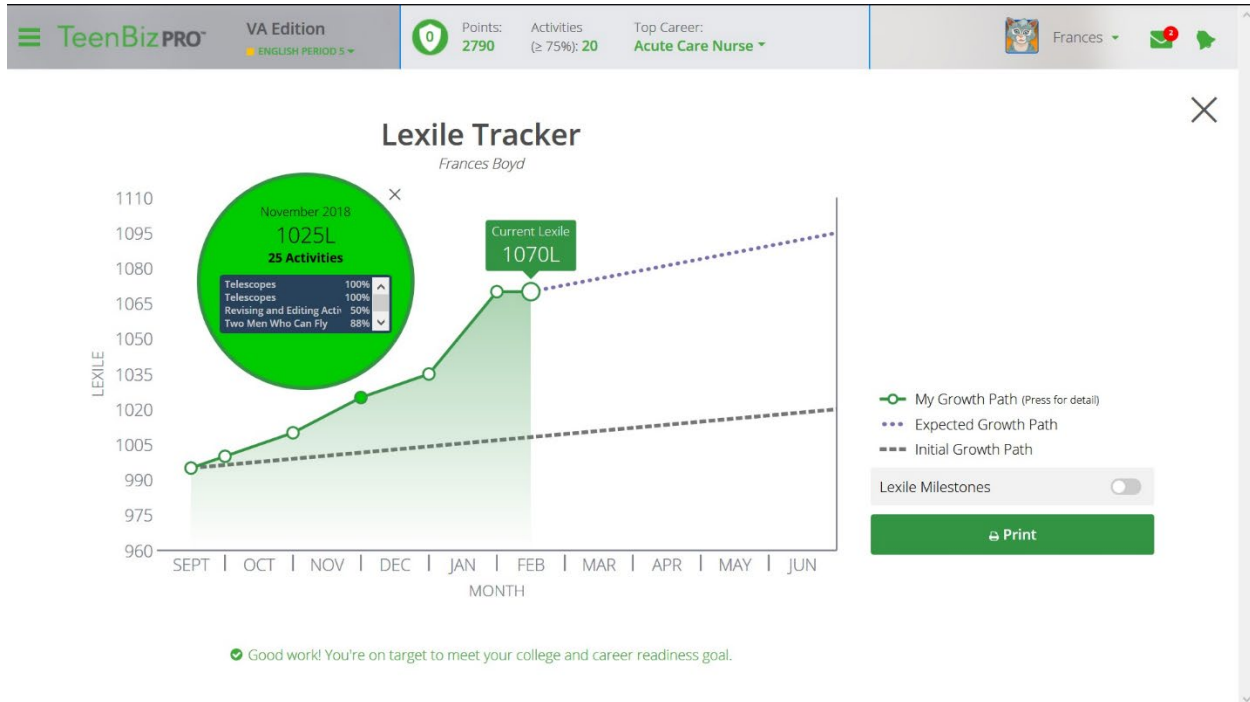 TeenBizPRO™
VA Edition
ENGLISH PERIOD 5
0
Points:
2790
Activities
(≥ 75%): 20
Top Career:
Acute Care Nurse
Frances
2
Lexile Tracker
Frances Boyd
November 2018
1025L
25 Activities
Telescopes 100%
Telescopes 100%
Revising and Editing Activ 50%
Two Men Who Can Fly 88%
Current Lexile
1070L
LEXILE
1110
1095
1080
1065
1050
1035
1020
1005
990
975
960
SEPT OCT NOV DEC JAN FEB MAR APR MAY JUN
MONTH
My Growth Path (Press for detail)
Expected Growth Path
Initial Growth Path
Lexile Milestones
Print
Good work! You're on target to meet your college and career readiness goal.